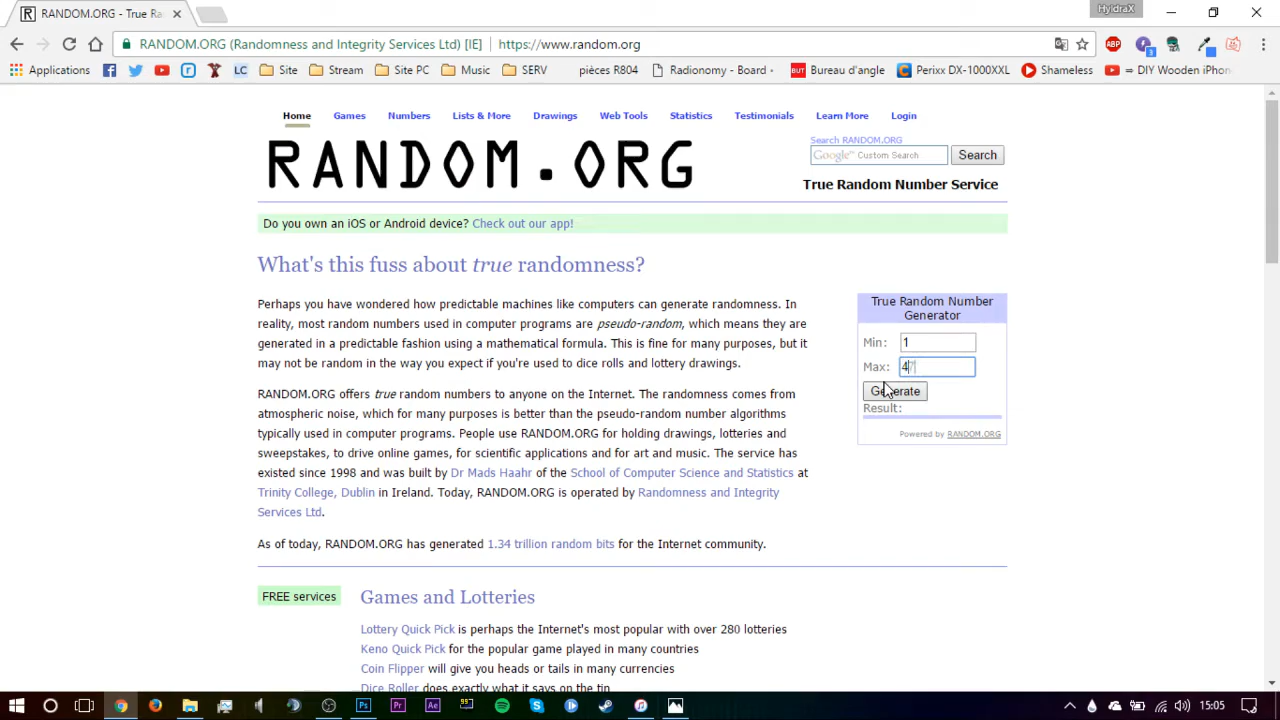 RANDOM.ORG - True Ra
HyldraX
RANDOM.ORG (Randomness and Integrity Services Ltd) [IE] https://www.random.org
ABP
3
Applications
LC
Site
Stream
Site PC
Music
SERV
pièces R804
Radionomy - Board -
BUT
Bureau d'angle
Perixx DX-1000XXL
Shameless
⇒ DIY Wooden iPhon
Home
Games
Numbers
Lists & More
Drawings
Web Tools
Statistics
Testimonials
Learn More
Login
RANDOM.ORG
Search RANDOM.ORG
Google™ Custom Search
Search
True Random Number Service
Do you own an iOS or Android device? Check out our app!
What's this fuss about true randomness?
Perhaps you have wondered how predictable machines like computers can generate randomness. In
reality, most random numbers used in computer programs are pseudo-random, which means they are
generated in a predictable fashion using a mathematical formula. This is fine for many purposes, but it
may not be random in the way you expect if you're used to dice rolls and lottery drawings.
RANDOM.ORG offers true random numbers to anyone on the Internet. The randomness comes from
atmospheric noise, which for many purposes is better than the pseudo-random number algorithms
typically used in computer programs. People use RANDOM.ORG for holding drawings, lotteries and
sweepstakes, to drive online games, for scientific applications and for art and music. The service has
existed since 1998 and was built by Dr Mads Haahr of the School of Computer Science and Statistics at
Trinity College, Dublin in Ireland. Today, RANDOM.ORG is operated by Randomness and Integrity
Services Ltd.
As of today, RANDOM.ORG has generated 1.34 trillion random bits for the Internet community.
True Random Number
Generator
Min: 1
Max: 47
Generate
Result:
Powered by RANDOM.ORG
FREE services
Games and Lotteries
Lottery Quick Pick is perhaps the Internet's most popular with over 280 lotteries
Keno Quick Pick for the popular game played in many countries
Coin Flipper will give you heads or tails in many currencies
Dice Roller does exactly what it says on the tin
Ps
Pr
Ae
15:05